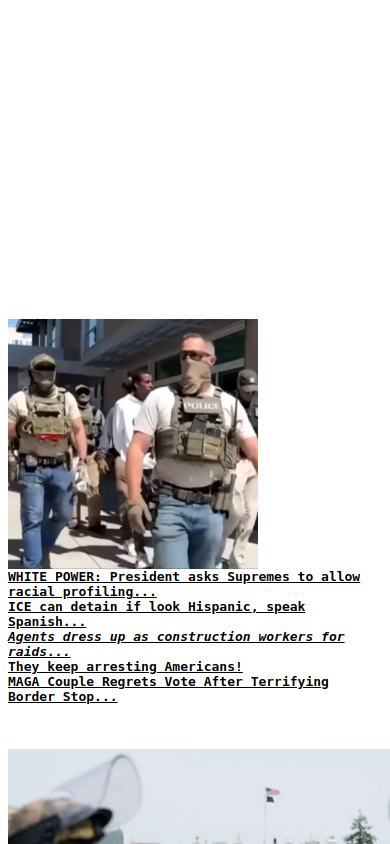 POLICE
WHITE POWER: President asks Supremes to allow
racial profiling...
ICE can detain if look Hispanic, speak
Spanish...
Agents dress up as construction workers for
raids...
They keep arresting Americans!
MAGA Couple Regrets Vote After Terrifying
Border Stop...